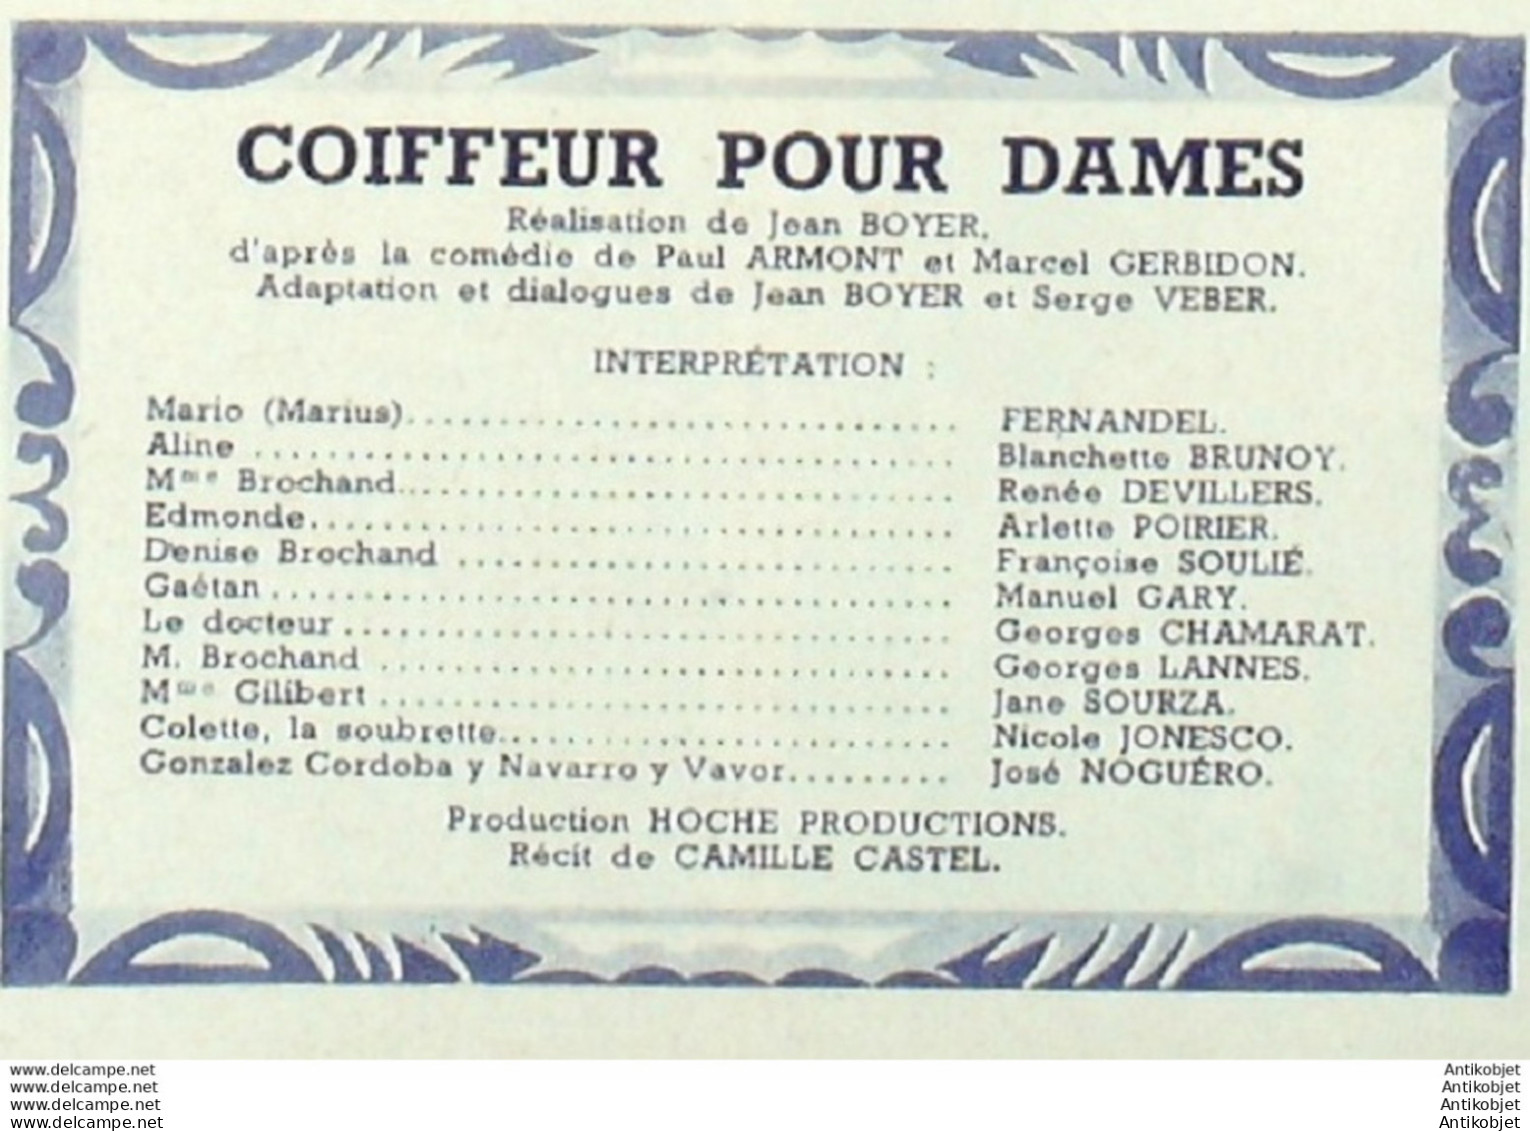 COIFFEUR POUR DAMES
Réalisation de Jean BOYER.
d'après la comédie de Paul ARMONT et Marcel GERBIDON.
Adaptation et dialogues de Jean BOYER et Serge VEBER.
INTERPRÉTATION :
Mario (Marius)............................... FERNANDEL.
Aline ....................................... Blanchette BRUNOY.
Mme Brochand............................... Renée DEVILLERS.
Edmonde.................................... Arlette POIRIER.
Denise Brochand ........................... Françoise SOULIÉ.
Gaétan ...................................... Manuel GARY.
Le docteur .................................. Georges CHAMARAT.
M. Brochand ................................ Georges LANNES.
Mme Gilibert ................................ Jane SOURZA.
Colette, la soubrette......................... Nicole JONESCO.
Gonzalez Cordoba y Navarro y Vavor......... José NOGUÉRO.
Production HOCHE PRODUCTIONS.
Récit de CAMILLE CASTEL.
www.delcampe.net Antikobjet
www.delcampe.net Antikobjet
www.delcampe.net Antikobjet
www.delcampe.net Antikobjet